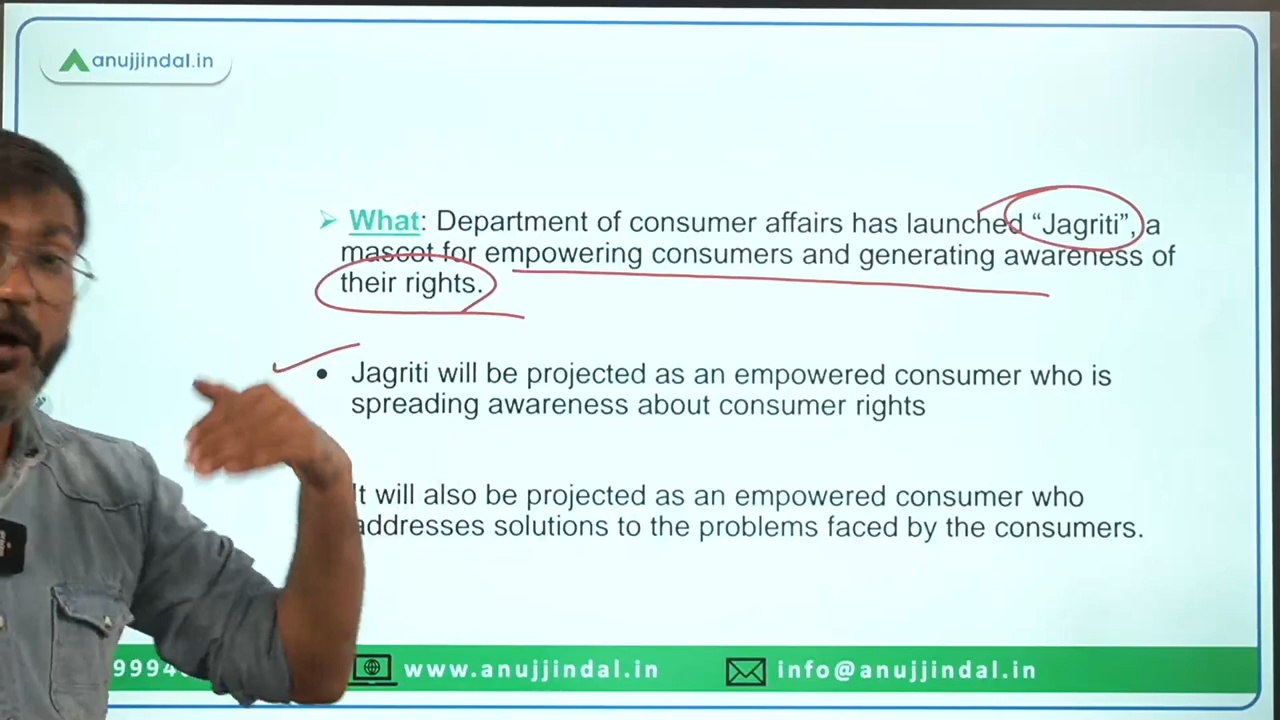 anujjindal.in
What: Department of consumer affairs has launched “Jagriti”, a
mascot for empowering consumers and generating awareness of
their rights.
Jagriti will be projected as an empowered consumer who is
spreading awareness about consumer rights
It will also be projected as an empowered consumer who
addresses solutions to the problems faced by the consumers.
9994
www.anujjindal.in
info@anujjindal.in